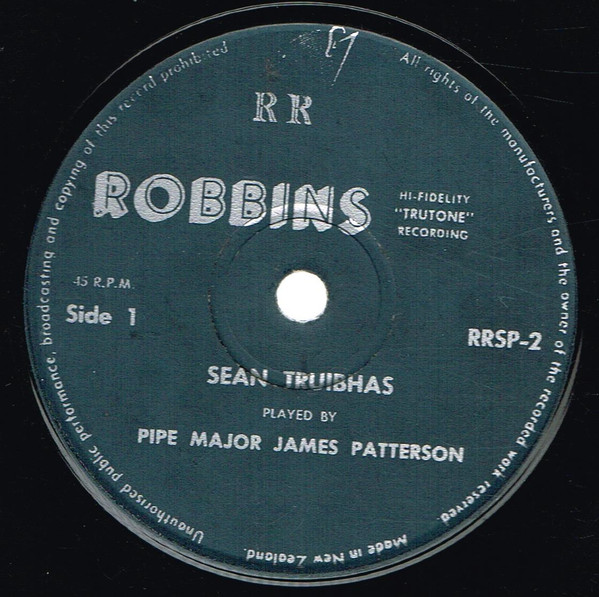 All rights of the manufacturers and the owner of the recorded work reserved.
Unauthorised public performance, broadcasting and copying of this record prohibited
RR
ROBBINS
HI-FIDELITY
"TRUTONE"
RECORDING
45 R.P.M.
Side 1
RRSP-2
SEAN TRUIBHAS
PLAYED BY
PIPE MAJOR JAMES PATTERSON
Made in New Zealand.